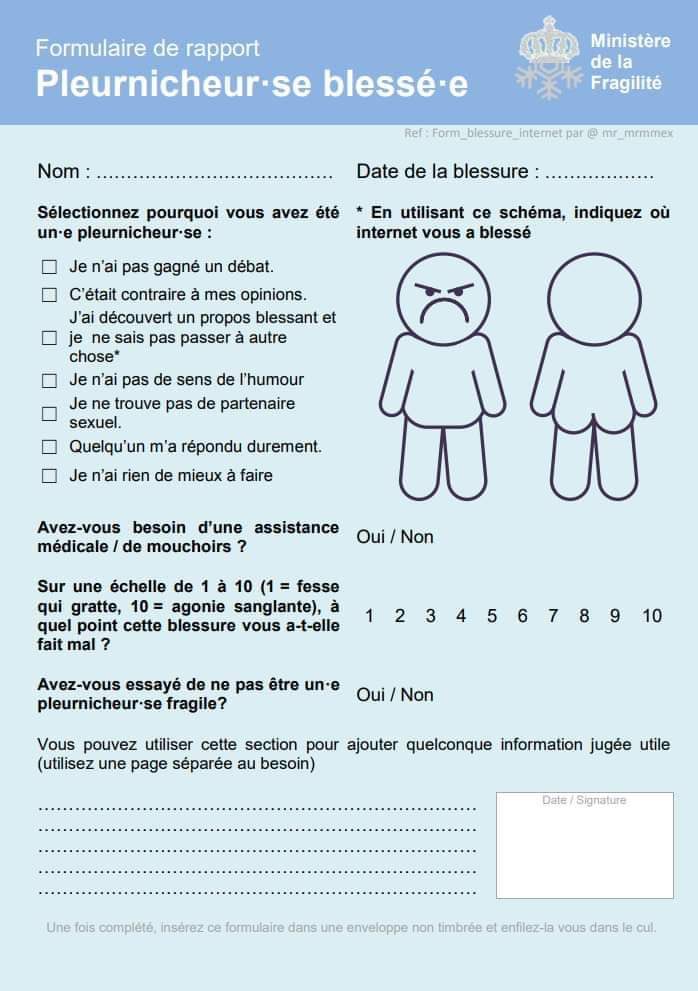 Formulaire de rapport
Pleurnicheur·se blessé·e
Ministère
de la
Fragilité
Ref : Form_blessure_internet par @ mr_mrmmex
Nom : ………………………………….
Date de la blessure : ………………
Sélectionnez pourquoi vous avez été
un·e pleurnicheur·se :
Je n’ai pas gagné un débat.
C’était contraire à mes opinions.
J’ai découvert un propos blessant et
je ne sais pas passer à autre
chose*
Je n’ai pas de sens de l’humour
Je ne trouve pas de partenaire
sexuel.
Quelqu’un m’a répondu durement.
Je n’ai rien de mieux à faire
* En utilisant ce schéma, indiquez où
internet vous a blessé
Avez-vous besoin d’une assistance
médicale / de mouchoirs ?
Oui / Non
Sur une échelle de 1 à 10 (1 = fesse
qui gratte, 10 = agonie sanglante), à
quel point cette blessure vous a-t-elle
fait mal ?
1 2 3 4 5 6 7 8 9 10
Avez-vous essayé de ne pas être un·e
pleurnicheur·se fragile?
Oui / Non
Vous pouvez utiliser cette section pour ajouter quelconque information jugée utile
(utilisez une page séparée au besoin)
………………………………………………………………
………………………………………………………………
………………………………………………………………
………………………………………………………………
………………………………………………………………
Date / Signature
Une fois complété, insérez ce formulaire dans une enveloppe non timbrée et enfilez-la vous dans le cul.